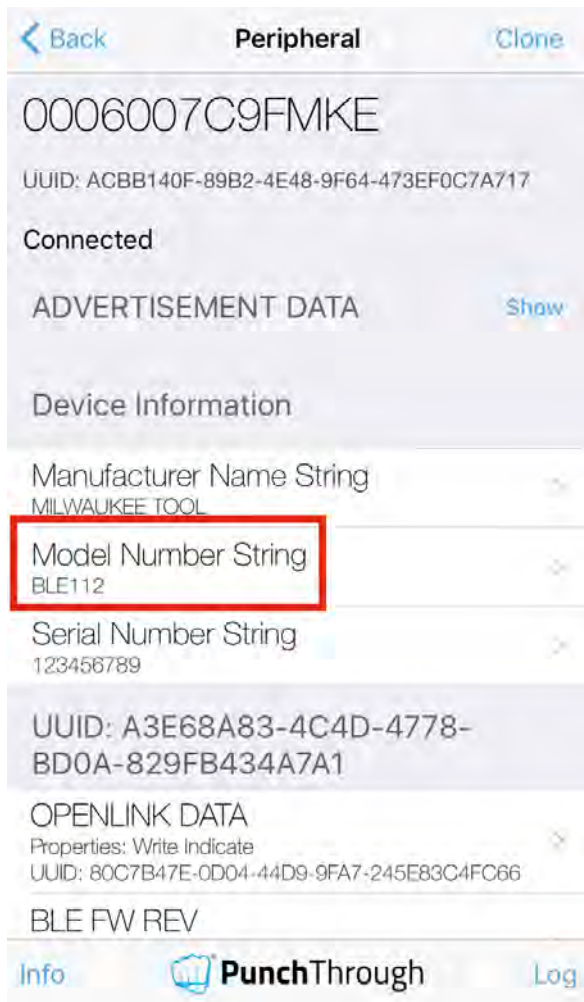 Back
Peripheral
Clone
0006007C9FMKE
UUID: ACBB140F-89B2-4E48-9F64-473EF0C7A717
Connected
ADVERTISEMENT DATA
Show
Device Information
Manufacturer Name String
MILWAUKEE TOOL
Model Number String
BLE112
Serial Number String
123456789
UUID: A3E68A83-4C4D-4778-
BD0A-829FB434A7A1
OPENLINK DATA
Properties: Write Indicate
UUID: 80C7B47E-0D04-44D9-9FA7-245E83C4FC66
BLE FW REV
Info
PunchThrough
Log